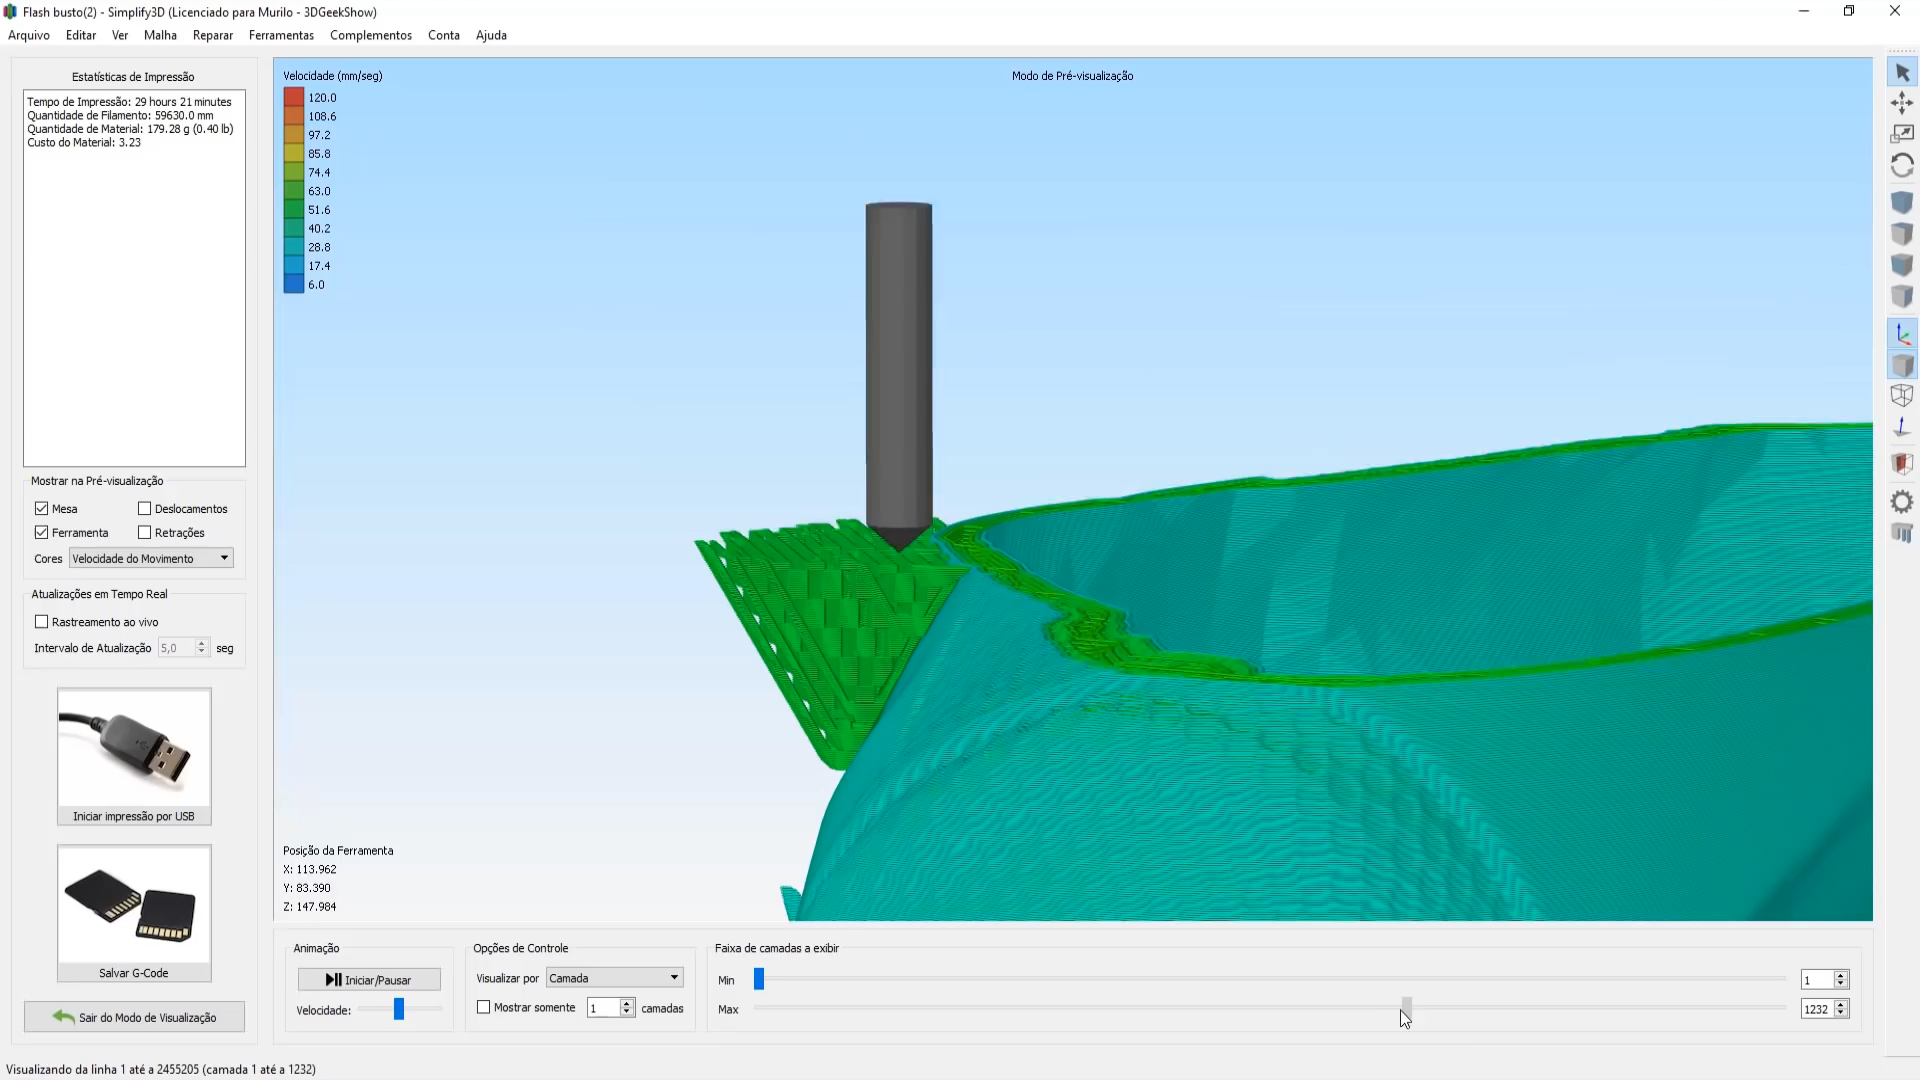 Flash busto(2) - Simplify3D (Licenciado para Murilo - 3DGeekShow)
Arquivo Editar Ver Malha Reparar Ferramentas Complementos Conta Ajuda
Estatísticas de Impressão
Tempo de Impressão: 29 hours 21 minutes
Quantidade de Filamento: 59630.0 mm
Quantidade de Material: 179.28 g (0.40 lb)
Custo do Material: 3.23
Mostrar na Pré-visualização
Mesa Deslocamentos
Ferramenta Retrações
Cores Velocidade do Movimento
Atualizações em Tempo Real
Rastreamento ao vivo
Intervalo de Atualização 5,0 seg
Iniciar impressão por USB
Salvar G-Code
Sair do Modo de Visualização
Velocidade (mm/seg)
120.0
108.6
97.2
85.8
74.4
63.0
51.6
40.2
28.8
17.4
6.0
Modo de Pré-visualização
Posição da Ferramenta
X: 113.962
Y: 83.390
Z: 147.984
Animação
Iniciar/Pausar
Velocidade:
Opções de Controle
Visualizar por Camada
Mostrar somente 1 camadas
Faixa de camadas a exibir
Min 1
Max 1232
Visualizando da linha 1 até a 2455205 (camada 1 até a 1232)